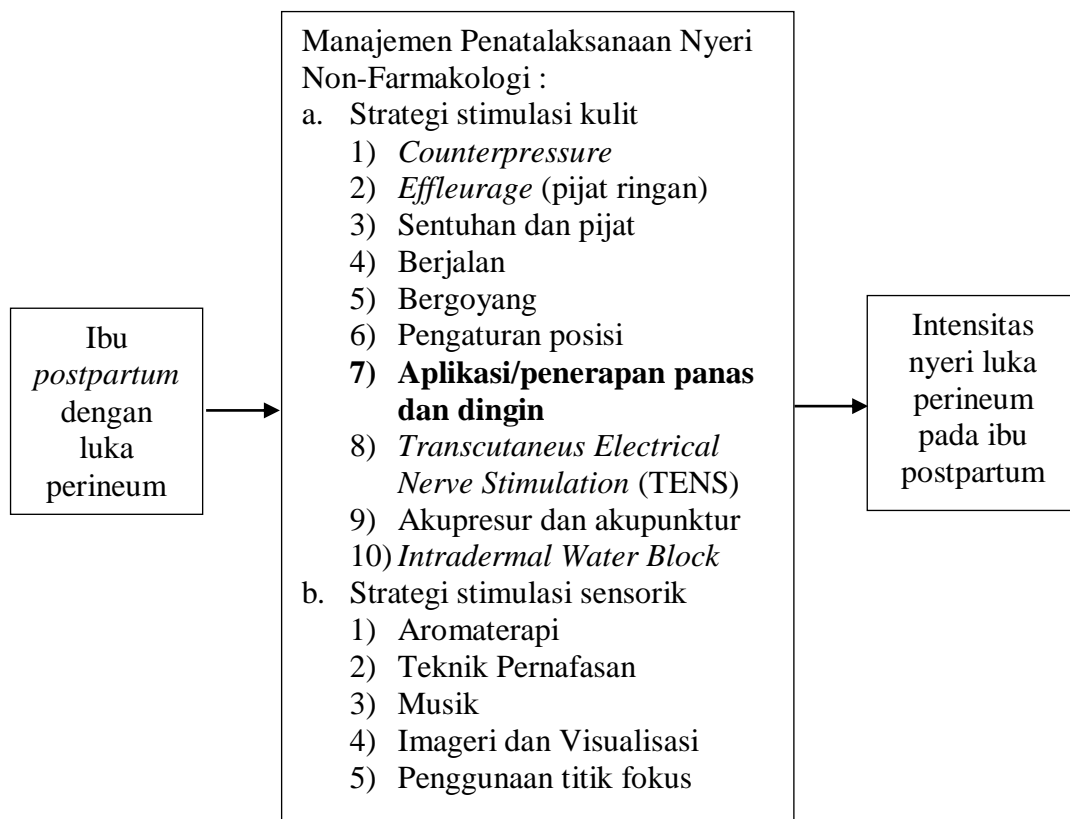 Ibu
postpartum
dengan
luka
perineum
Manajemen Penatalaksanaan Nyeri
Non-Farmakologi :
a. Strategi stimulasi kulit
1) Counterpressure
2) Effleurage (pijat ringan)
3) Sentuhan dan pijat
4) Berjalan
5) Bergoyang
6) Pengaturan posisi
7) Aplikasi/penerapan panas
dan dingin
8) Transcutaneus Electrical
Nerve Stimulation (TENS)
9) Akupresur dan akupunktur
10) Intradermal Water Block
b. Strategi stimulasi sensorik
1) Aromaterapi
2) Teknik Pernafasan
3) Musik
4) Imageri dan Visualisasi
5) Penggunaan titik fokus
Intensitas
nyeri luka
perineum
pada ibu
postpartum